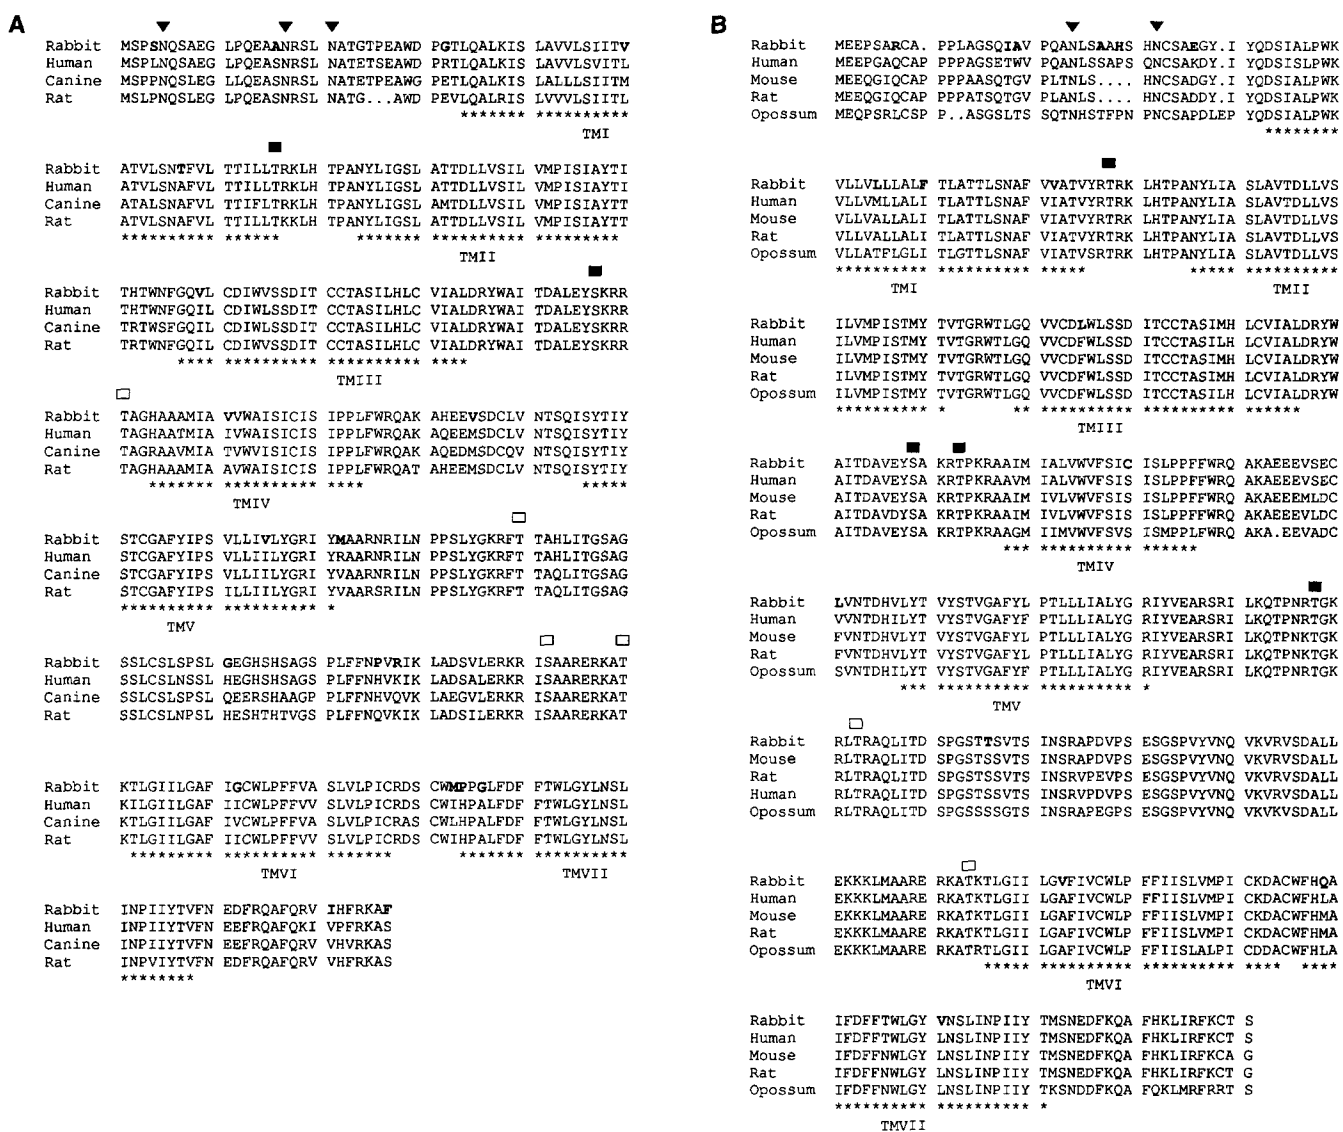 A
Rabbit MSPSNQSAEG LPQEAANRSL NATGTPEAWD PGTLQALKIS LAVVLSIITV
Human MSPLNQSAEG LPQEASNRSL NATETSEAWD PRTLQALKIS LAVVLSVITL
Canine MSPPNQSLEG LLQEASNRSL NATETPEAWG PETLQALKIS LALLLSIITM
Rat MSLPNQSLEG LPQEASNRSL NATG...AWD PEVLQALRIS LVVVLSIITL
********* **********
TMI
Rabbit ATVLSNTFVL TTILLTRKLH TPANYLIGSL ATTDLLVSIL VMPISIAYTI
Human ATVLSNAFVL TTILLTRKLH TPANYLIGSL ATTDLLVSIL VMPISIAYTI
Canine ATALSNAFVL TTIFLTRKLH TPANYLIGSL AMTDLLVSIL VMPISIAYTT
Rat ATVLSNAFVL TTILLTKKLH TPANYLIGSL ATTDLLVSIL VMPISIAYTT
********** ****** ******* ********** *********
TMII
Rabbit THTWNFGQVL CDIWVSSDIT CCTASILHLC VIALDRYWAI TDALEYSKRR
Human THTWNFGQIL CDIWLSSDIT CCTASILHLC VIALDRYWAI TDALEYSKRR
Canine TRTWSFGQIL CDIWLSSDIT CCTASILHLC VIALDRYWAI TDALEYSKRR
Rat TRTWNFGQIL CDIWLSSDIT CCTASILHLC VIALDRYWAI TDALEYSKRR
**** ********** ********** *****
TMIII
Rabbit TAGHAAAMIA VVWAISICIS IPPLFWRQAK AHEEVSDCLV NTSQISYTIY
Human TAGHAATMIA IVWAISICIS IPPLFWRQAK AQEEMSDCLV NTSQISYTIY
Canine TAGRAAVMIA TVWVISICIS IPPLFWRQAK AQEDMSDCQV NTSQISYTIY
Rat TAGHAAAMIA AVWAISICIS IPPLFWRQAT AHEEMSDCLV NTSQISYTIY
******* ********** **** *****
TMIV
Rabbit STCGAFYIPS VLLIVLYGRI YMAARNRILN PPSLYGKRFT TAHLITGSAG
Human STCGAFYIPS VLLIILYGRI YRAARNRILN PPSLYGKRFT TAHLITGSAG
Canine STCGAFYIPS VLLIILYGRI YVAARNRILN PPSLYGKRFT TAQLITGSAG
Rat STCGAFYIPS ILLIILYGRI YVAARSRILN PPSLYGKRFT TAQLITGSAG
********** ********** *
TMV
Rabbit SSLCSLSPSL GEGHSHSAGS PLFFNPVRIK LADSVLERKR ISAARERKAT
Human SSLCSLNSSL HEGHSHSAGS PLFFNHVKIK LADSALERKR ISAARERKAT
Canine SSLCSLSPSL QEERSHAAGP PLFFNHVQVK LAEGVLERKR ISAARERKAT
Rat SSLCSLNPSL HESHTHTVGS PLFFNQVKIK LADSILERKR ISAARERKAT
Rabbit KTLGIILGAF IGCWLPFFVA SLVLPICRDS CWMPPGLFDF FTWLGYLNSL
Human KILGIILGAF IICWLPFFVV SLVLPICRDS CWIHPALFDF FTWLGYLNSL
Canine KTLGIILGAF IVCWLPFFVV SLVLPICRAS CWLHPALFDF FTWLGYLNSL
Rat KTLGIILGAF IICWLPFFVV SLVLPICRDS CWIHPALFDF FTWLGYLNSL
********* ********** ******* ******* **********
TMVI TMVII
Rabbit INPIIYTVFN EDFRQAFQRV IHFRKAF
Human INPIIYTVFN EEFRQAFQKI VPFRKAS
Canine INPIIYTVFN EEFRQAFQRV VHVRKAS
Rat INPVIYTVFN EDFRQAFQRV VHFRKAS
********
B
Rabbit MEEPSARCA. PPLAGSQIAV PQANLSAAHS HNCSAEGY.I YQDSIALPWK
Human MEEPGAQCAP PPPAGSETWV PQANLSSAPS QNCSAKDY.I YQDSIALPWK
Mouse MEEQGIQCAP PPPAASQTGV PLTNLS.... HNCSADGY.I YQDSIALPWK
Rat MEEQGIQCAP PPPATSQTGV PLANLS.... HNCSADDY.I YQDSIALPWK
Opossum MEQPSRLCSP P..ASGSLTS SQTNHSTFPN PNCSAPDLEP YQDSIALPWK
********
Rabbit VLLVLLLALF TLATTLSNAF VVATVYRTRK LHTPANYLIA SLAVTDLLVS
Human VLLVMLLALI TLATTLSNAF VIATVYRTRK LHTPANYLIA SLAVTDLLVS
Mouse VLLVALLALI TLATTLSNAF VIATVYRTRK LHTPANYLIA SLAVTDLLVS
Rat VLLVALLALI TLATTLSNAF VIATVYRTRK LHTPANYLIA SLAVTDLLVS
Opossum VLLATFLGLI TLGTTLSNAF VIATVSRTRK LHTPANYLIA SLAVTDLLVS
********** ********** ***** ***** **********
TMI TMII
Rabbit ILVMPISTMY TVTGRWTLGQ VVCDLWLSSD ITCCTASIMH LCVIALDRYW
Human ILVMPISTMY TVTGRWTLGQ VVCDFWLSSD ITCCTASIMH LCVIALDRYW
Mouse ILVMPISTMY TVTGRWTLGQ VVCDFWLSSD ITCCTASIMH LCVIALDRYW
Rat ILVMPISTMY TVTGRWTLGQ VVCDFWLSSD ITCCTASIMH LCVIALDRYW
Opossum ILVMPISTMY TVTGRWTLGQ VVCDFWLSSD ITCCTASILH LCVIALDRYW
********** * ** ********** ********** ******
TMIII
Rabbit AITDAVEYSA KRTPKRAAIM IALVWVFSIC ISLPPFFWRQ AKAEEEVSEC
Human AITDAVEYSA KRTPKRAAVM IALVWVFSIS ISLPPFFWRQ AKAEEEVSEC
Mouse AITDAVEYSA KRTPKRAAIM IVLVWVFSIS ISLPPFFWRQ AKAEEEMLDC
Rat AITDAVDYSA KRTPKRAAIM IVLVWVFSIS ISLPPFFWRQ AKAEEEVLDC
Opossum AITDAVEYSA KRTPKRAAGM IIMVWVFSVS ISMPPLFWRQ AKA.EEVADC
*** ********** *******
TMIV
Rabbit LVNTDHVLYT VYSTVGAFYL PTLLLIALYG RIYVEARSRI LKQTPNRTGK
Human VVNTDHILYT VYSTVGAFYF PTLLLIALYG RIYVEARSRI LKQTPNRTGK
Mouse FVNTDHVLYT VYSTVGAFYL PTLLLIALYG RIYVEARSRI LKQTPNKTGK
Rat FVNTDHVLYT VYSTVGAFYL PTLLLIALYG RIYVEARSRI LKQTPNKTGK
Opossum SVNTDHILYT VYSTVGAFYF PTLLLIALYG RIYVEARSRI LKQTPNRTGK
*** ********** ********** *
TMV
Rabbit RLTRAQLITD SPGSTTSVTS INSRAPDVPS ESGSPVYVNQ VKVRVSDALL
Mouse RLTRAQLITD SPGSTSSVTS INSRAPDVPS ESGSPVYVNQ VKVRVSDALL
Rat RLTRAQLITD SPGSTSSVTS INSRVPEVPS ESGSPVYVNQ VKVRVSDALL
Human RLTRAQLITD SPGSTSSVTS INSRVPDVPS ESGSPVYVNQ VKVRVSDALL
Opossum RLTRAQLITD SPGSSSSGTS INSRAPEGPS ESGSPVYVNQ VKVKVSDALL
Rabbit EKKKLMAARE RKATKTLGII LGVFIVCWLP FFIISLVMPI CKDACWFHQA
Human EKKKLMAARE RKATKTLGII LGAFIVCWLP FFIISLVMPI CKDACWFHLA
Mouse EKKKLMAARE RKATKTLGII LGAFIVCWLP FFIISLVMPI CKDACWFHMA
Rat EKKKLMAARE RKATKTLGII LGAFIVCWLP FFIISLVMPI CKDACWFHMA
Opossum EKKKLMAARE RKATRTLGII LGAFIVCWLP FFIISLALPI CDDACWFHLA
***** ********** ********** ***** ****
TMVI
Rabbit IFDFFTWLGY VNSLINPIIY TMSNEDFKQA FHKLIRFKCT S
Human IFDFFTWLGY LNSLINPIIY TMSNEDFKQA FHKLIRFKCT S
Mouse IFDFFNWLGY LNSLINPIIY TMSNEDFKQA FHKLIRFKCA G
Rat IFDFFNWLGY LNSLINPIIY TMSNEDFKQA FHKLIRFKCT G
Opossum IFDFFNWLGY LNSLINPIIY TKSNDDFKQA FQKLMRFRRT S
********** ********** *
TMVII